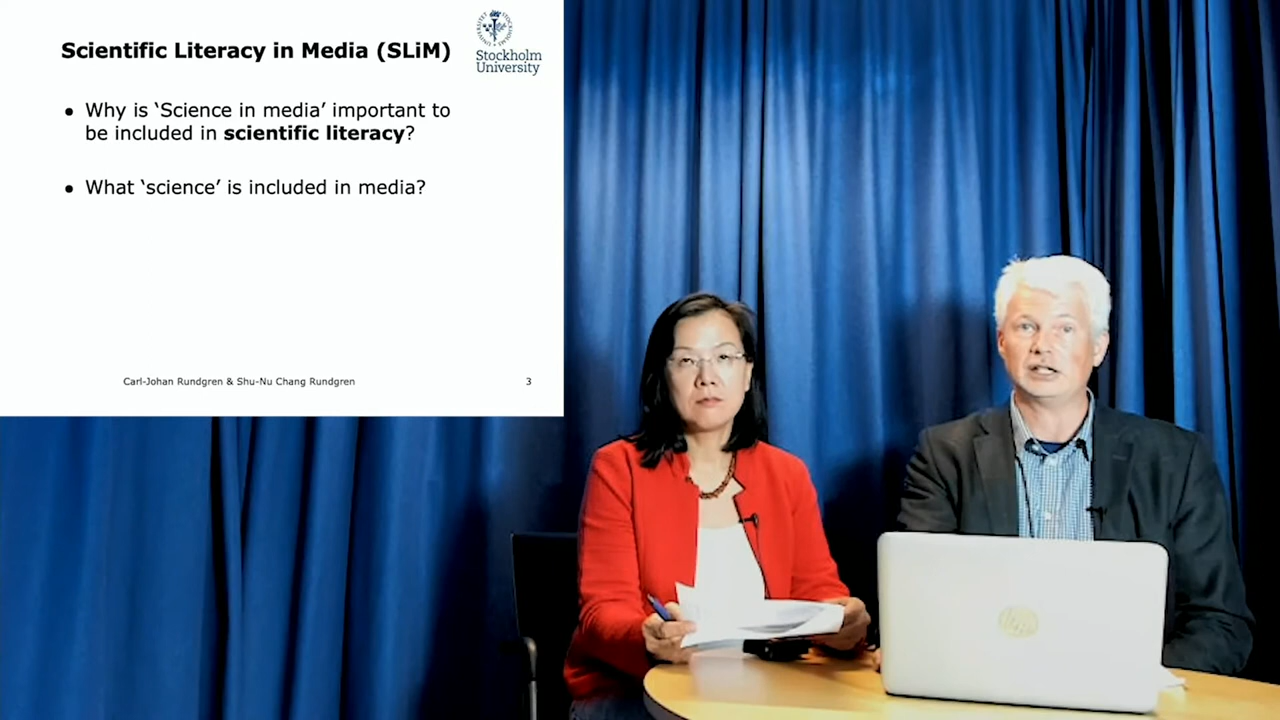 Scientific Literacy in Media (SLiM)
Stockholm
University
• Why is ‘Science in media’ important to
be included in scientific literacy?
• What ‘science’ is included in media?
Carl-Johan Rundgren & Shu-Nu Chang Rundgren
3